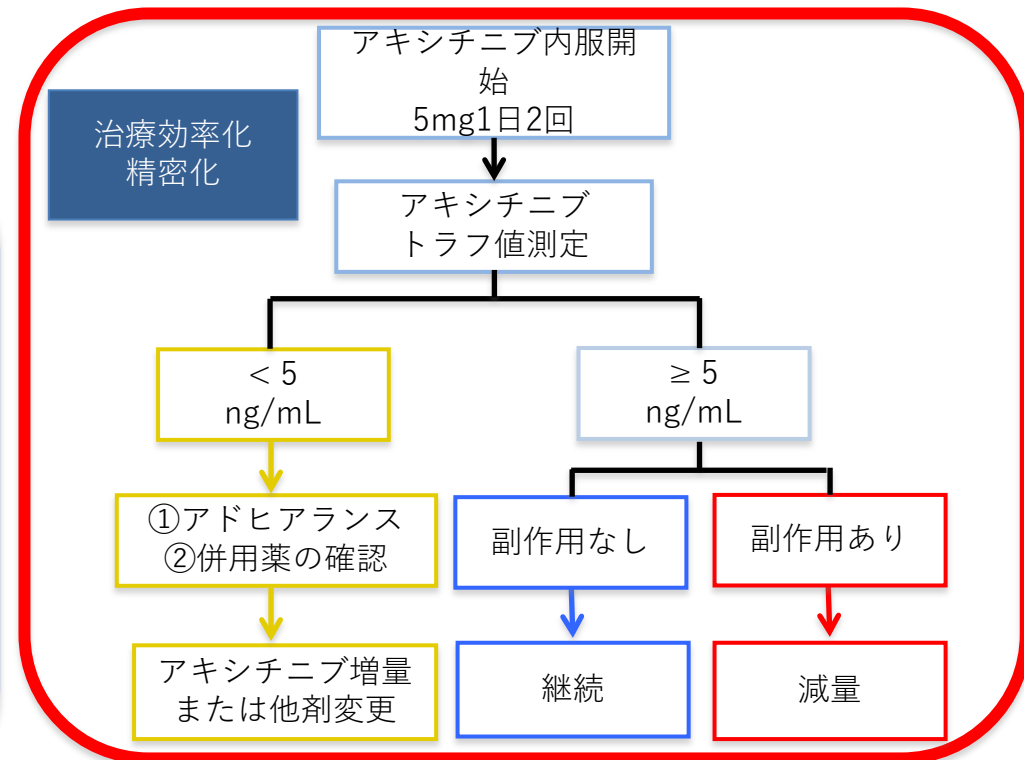 アキシチニブ内服開
始
5mg1日2回
治療効率化
精密化
アキシチニブ
トラフ値測定
< 5
ng/mL
≥ 5
ng/mL
①アドヒアランス
②併用薬の確認
副作用なし
副作用あり
アキシチニブ増量
または他剤変更
継続
減量